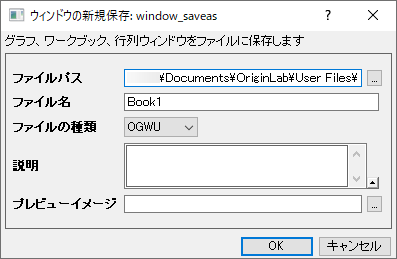 ウィンドウの新規保存: window_saveas
グラフ、ワークブック、行列ウィンドウをファイルに保存します
ファイルパス ¥Documents¥OriginLab¥User Files¥ ...
ファイル名 Book1
ファイルの種類 OGWU
説明
プレビューイメージ ...
OK キャンセル